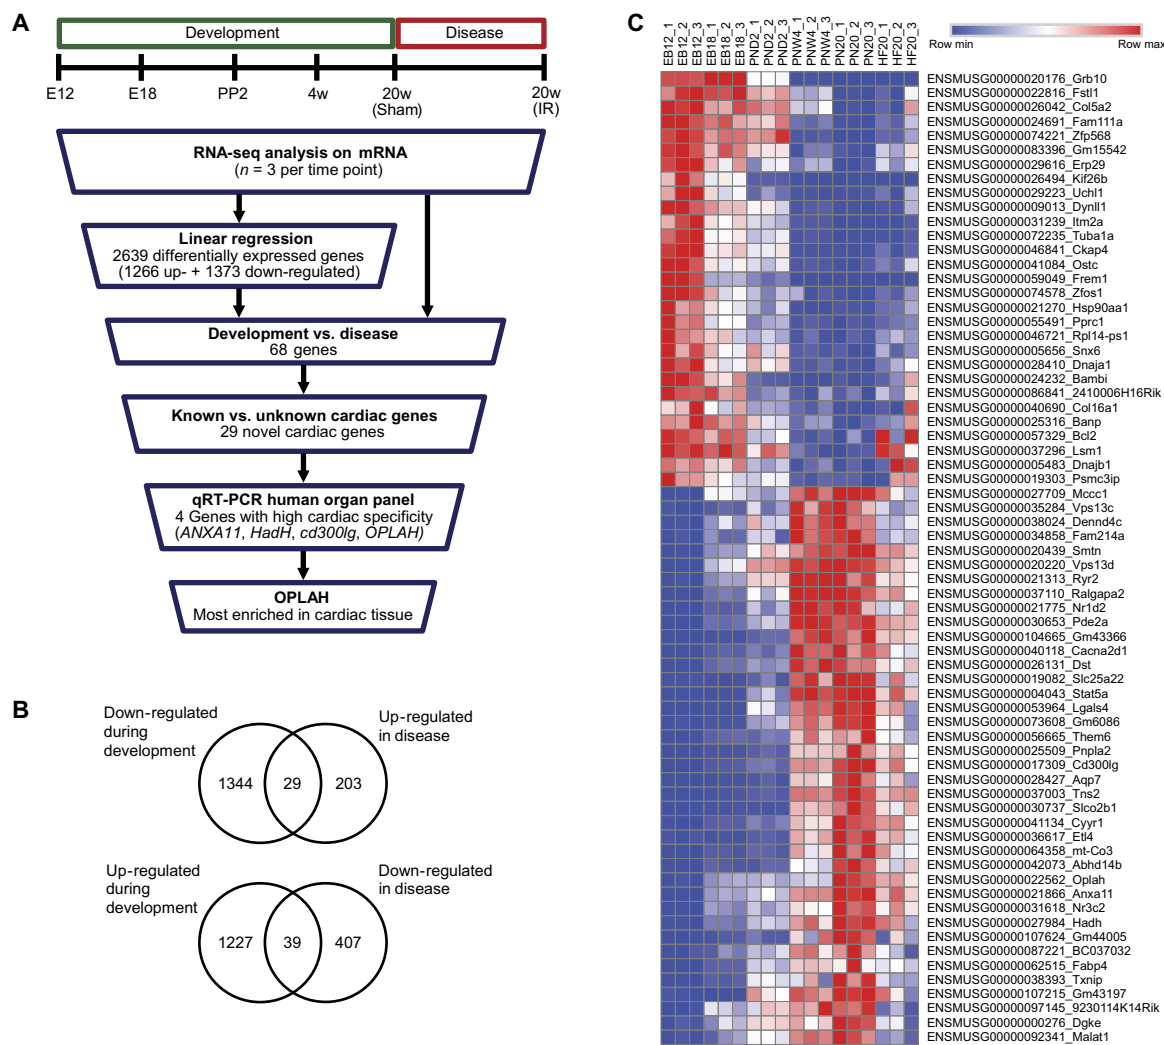 A
Development
Disease
E12
E18
PP2
4w
20w
(Sham)
20w
(IR)
RNA-seq analysis on mRNA
(n = 3 per time point)
Linear regression
2639 differentially expressed genes
(1266 up- + 1373 down-regulated)
Development vs. disease
68 genes
Known vs. unknown cardiac genes
29 novel cardiac genes
qRT-PCR human organ panel
4 Genes with high cardiac specificity
(ANXA11, HadH, cd300lg, OPLAH)
OPLAH
Most enriched in cardiac tissue
B
Down-regulated
during
development
Up-regulated
in disease
1344
29
203
Up-regulated
during
development
Down-regulated
in disease
1227
39
407
C
EB12_1
EB12_2
EB12_3
EB18_1
EB18_2
EB18_3
PND2_1
PND2_2
PND2_3
PNW4_1
PNW4_2
PNW4_3
PN20_1
PN20_2
PN20_3
HF20_1
HF20_2
HF20_3
Row min
Row max
ENSMUSG00000020176_Grb10
ENSMUSG00000022816_Fstl1
ENSMUSG00000026042_Col5a2
ENSMUSG00000024691_Fam111a
ENSMUSG00000074221_Zfp568
ENSMUSG00000083396_Gm15542
ENSMUSG00000029616_Erp29
ENSMUSG00000026494_Kif26b
ENSMUSG00000029223_Uchl1
ENSMUSG00000009013_Dynll1
ENSMUSG00000031239_Itm2a
ENSMUSG00000072235_Tuba1a
ENSMUSG00000046841_Ckap4
ENSMUSG00000041084_Ostc
ENSMUSG00000059049_Frem1
ENSMUSG00000074578_Zfos1
ENSMUSG00000021270_Hsp90aa1
ENSMUSG00000055491_Pprc1
ENSMUSG00000046721_Rpl14-ps1
ENSMUSG00000005656_Snx6
ENSMUSG00000028410_Dnaja1
ENSMUSG00000024232_Bambi
ENSMUSG00000086841_2410006H16Rik
ENSMUSG00000040690_Col16a1
ENSMUSG00000025316_Banp
ENSMUSG00000057329_Bcl2
ENSMUSG00000037296_Lsm1
ENSMUSG00000005483_Dnajb1
ENSMUSG00000019303_Psmc3ip
ENSMUSG00000027709_Mccc1
ENSMUSG00000035284_Vps13c
ENSMUSG00000038024_Dennd4c
ENSMUSG00000034858_Fam214a
ENSMUSG00000020439_Smtn
ENSMUSG00000020220_Vps13d
ENSMUSG00000021313_Ryr2
ENSMUSG00000037110_Ralgapa2
ENSMUSG00000021775_Nr1d2
ENSMUSG00000030653_Pde2a
ENSMUSG00000104665_Gm43366
ENSMUSG00000040118_Cacna2d1
ENSMUSG00000026131_Dst
ENSMUSG00000019082_Slc25a22
ENSMUSG00000004043_Stat5a
ENSMUSG00000053964_Lgals4
ENSMUSG00000073608_Gm6086
ENSMUSG00000056665_Them6
ENSMUSG00000025509_Pnpla2
ENSMUSG00000017309_Cd300lg
ENSMUSG00000028427_Aqp7
ENSMUSG00000037003_Tns2
ENSMUSG00000030737_Slco2b1
ENSMUSG00000041134_Cyyr1
ENSMUSG00000036617_Etl4
ENSMUSG00000064358_mt-Co3
ENSMUSG00000042073_Abhd14b
ENSMUSG00000022562_Oplah
ENSMUSG00000021866_Anxa11
ENSMUSG00000031618_Nr3c2
ENSMUSG00000027984_Hadh
ENSMUSG00000107624_Gm44005
ENSMUSG00000087221_BC037032
ENSMUSG00000062515_Fabp4
ENSMUSG00000038393_Txnip
ENSMUSG00000107215_Gm43197
ENSMUSG00000097145_9230114K14Rik
ENSMUSG00000000276_Dgke
ENSMUSG00000092341_Malat1